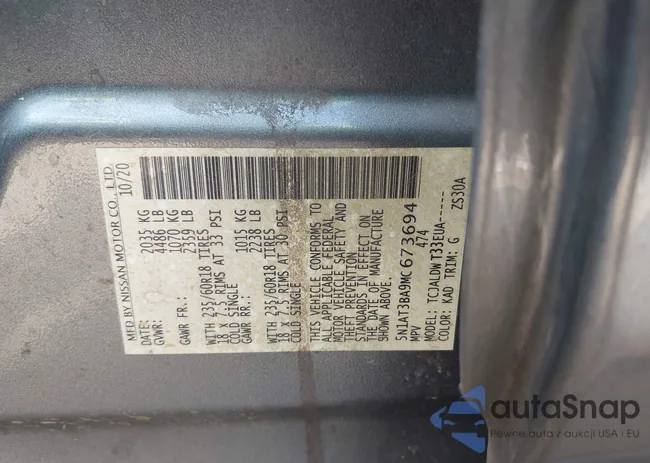 MFD BY NISSAN MOTOR CO., LTD
10/20
GVWR: 2035 KG
4486 LB
GAWR FR: 1070 KG
2359 LB
WITH 235/60R18 TIRES
18 X 7.5 RIMS AT 33 PSI
COLD SINGLE
GAWR RR: 1015 KG
2238 LB
WITH 235/60R18 TIRES
18 X 7.5 RIMS AT 30 PSI
COLD SINGLE
THIS VEHICLE CONFORMS TO
ALL APPLICABLE FEDERAL
MOTOR VEHICLE SAFETY AND
THEFT PREVENTION
STANDARDS IN EFFECT ON
THE DATE OF MANUFACTURE
SHOWN ABOVE.
5N1AT3BA9MC673694
MPV 474
MODEL: TCJALDWT33EUA------
COLOR: KAD TRIM: G ZS30A
autaSnap
Pewne auta z aukcji USA i EU